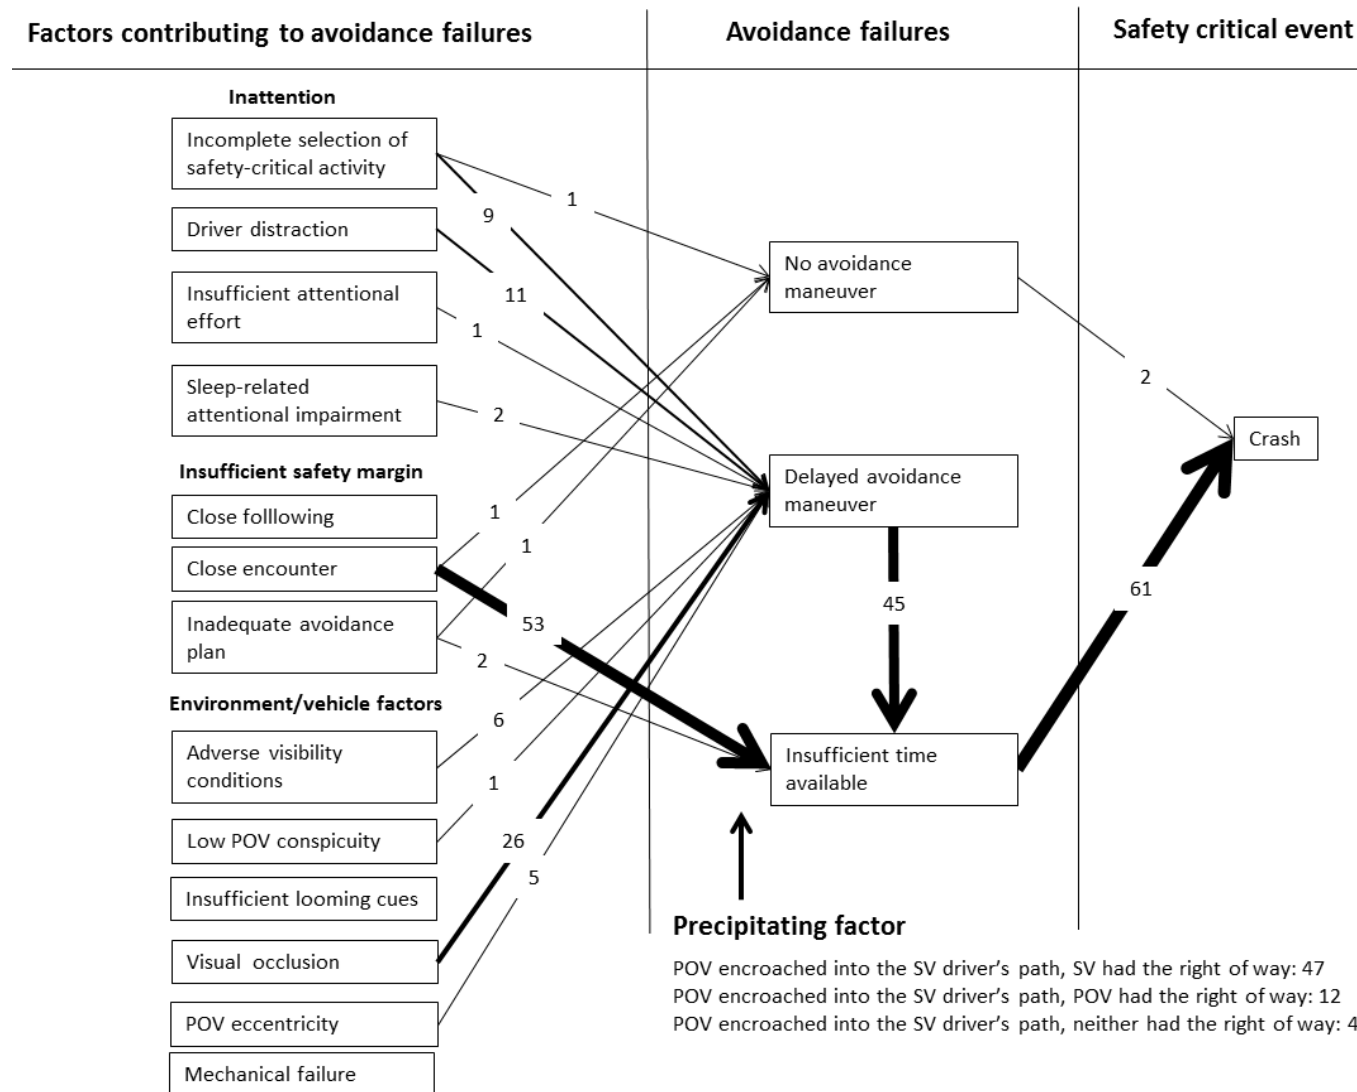 Factors contributing to avoidance failures
Avoidance failures
Safety critical event
Inattention
Incomplete selection of
safety-critical activity
Driver distraction
Insufficient attentional
effort
Sleep-related
attentional impairment
Insufficient safety margin
Close folllowing
Close encounter
Inadequate avoidance
plan
Environment/vehicle factors
Adverse visibility
conditions
Low POV conspicuity
Insufficient looming cues
Visual occlusion
POV eccentricity
Mechanical failure
1
9
11
1
2
1
1
53
2
6
1
26
5
No avoidance
maneuver
Delayed avoidance
maneuver
45
Insufficient time
available
2
61
Crash
Precipitating factor
POV encroached into the SV driver's path, SV had the right of way: 47
POV encroached into the SV driver's path, POV had the right of way: 12
POV encroached into the SV driver's path, neither had the right of way: 4